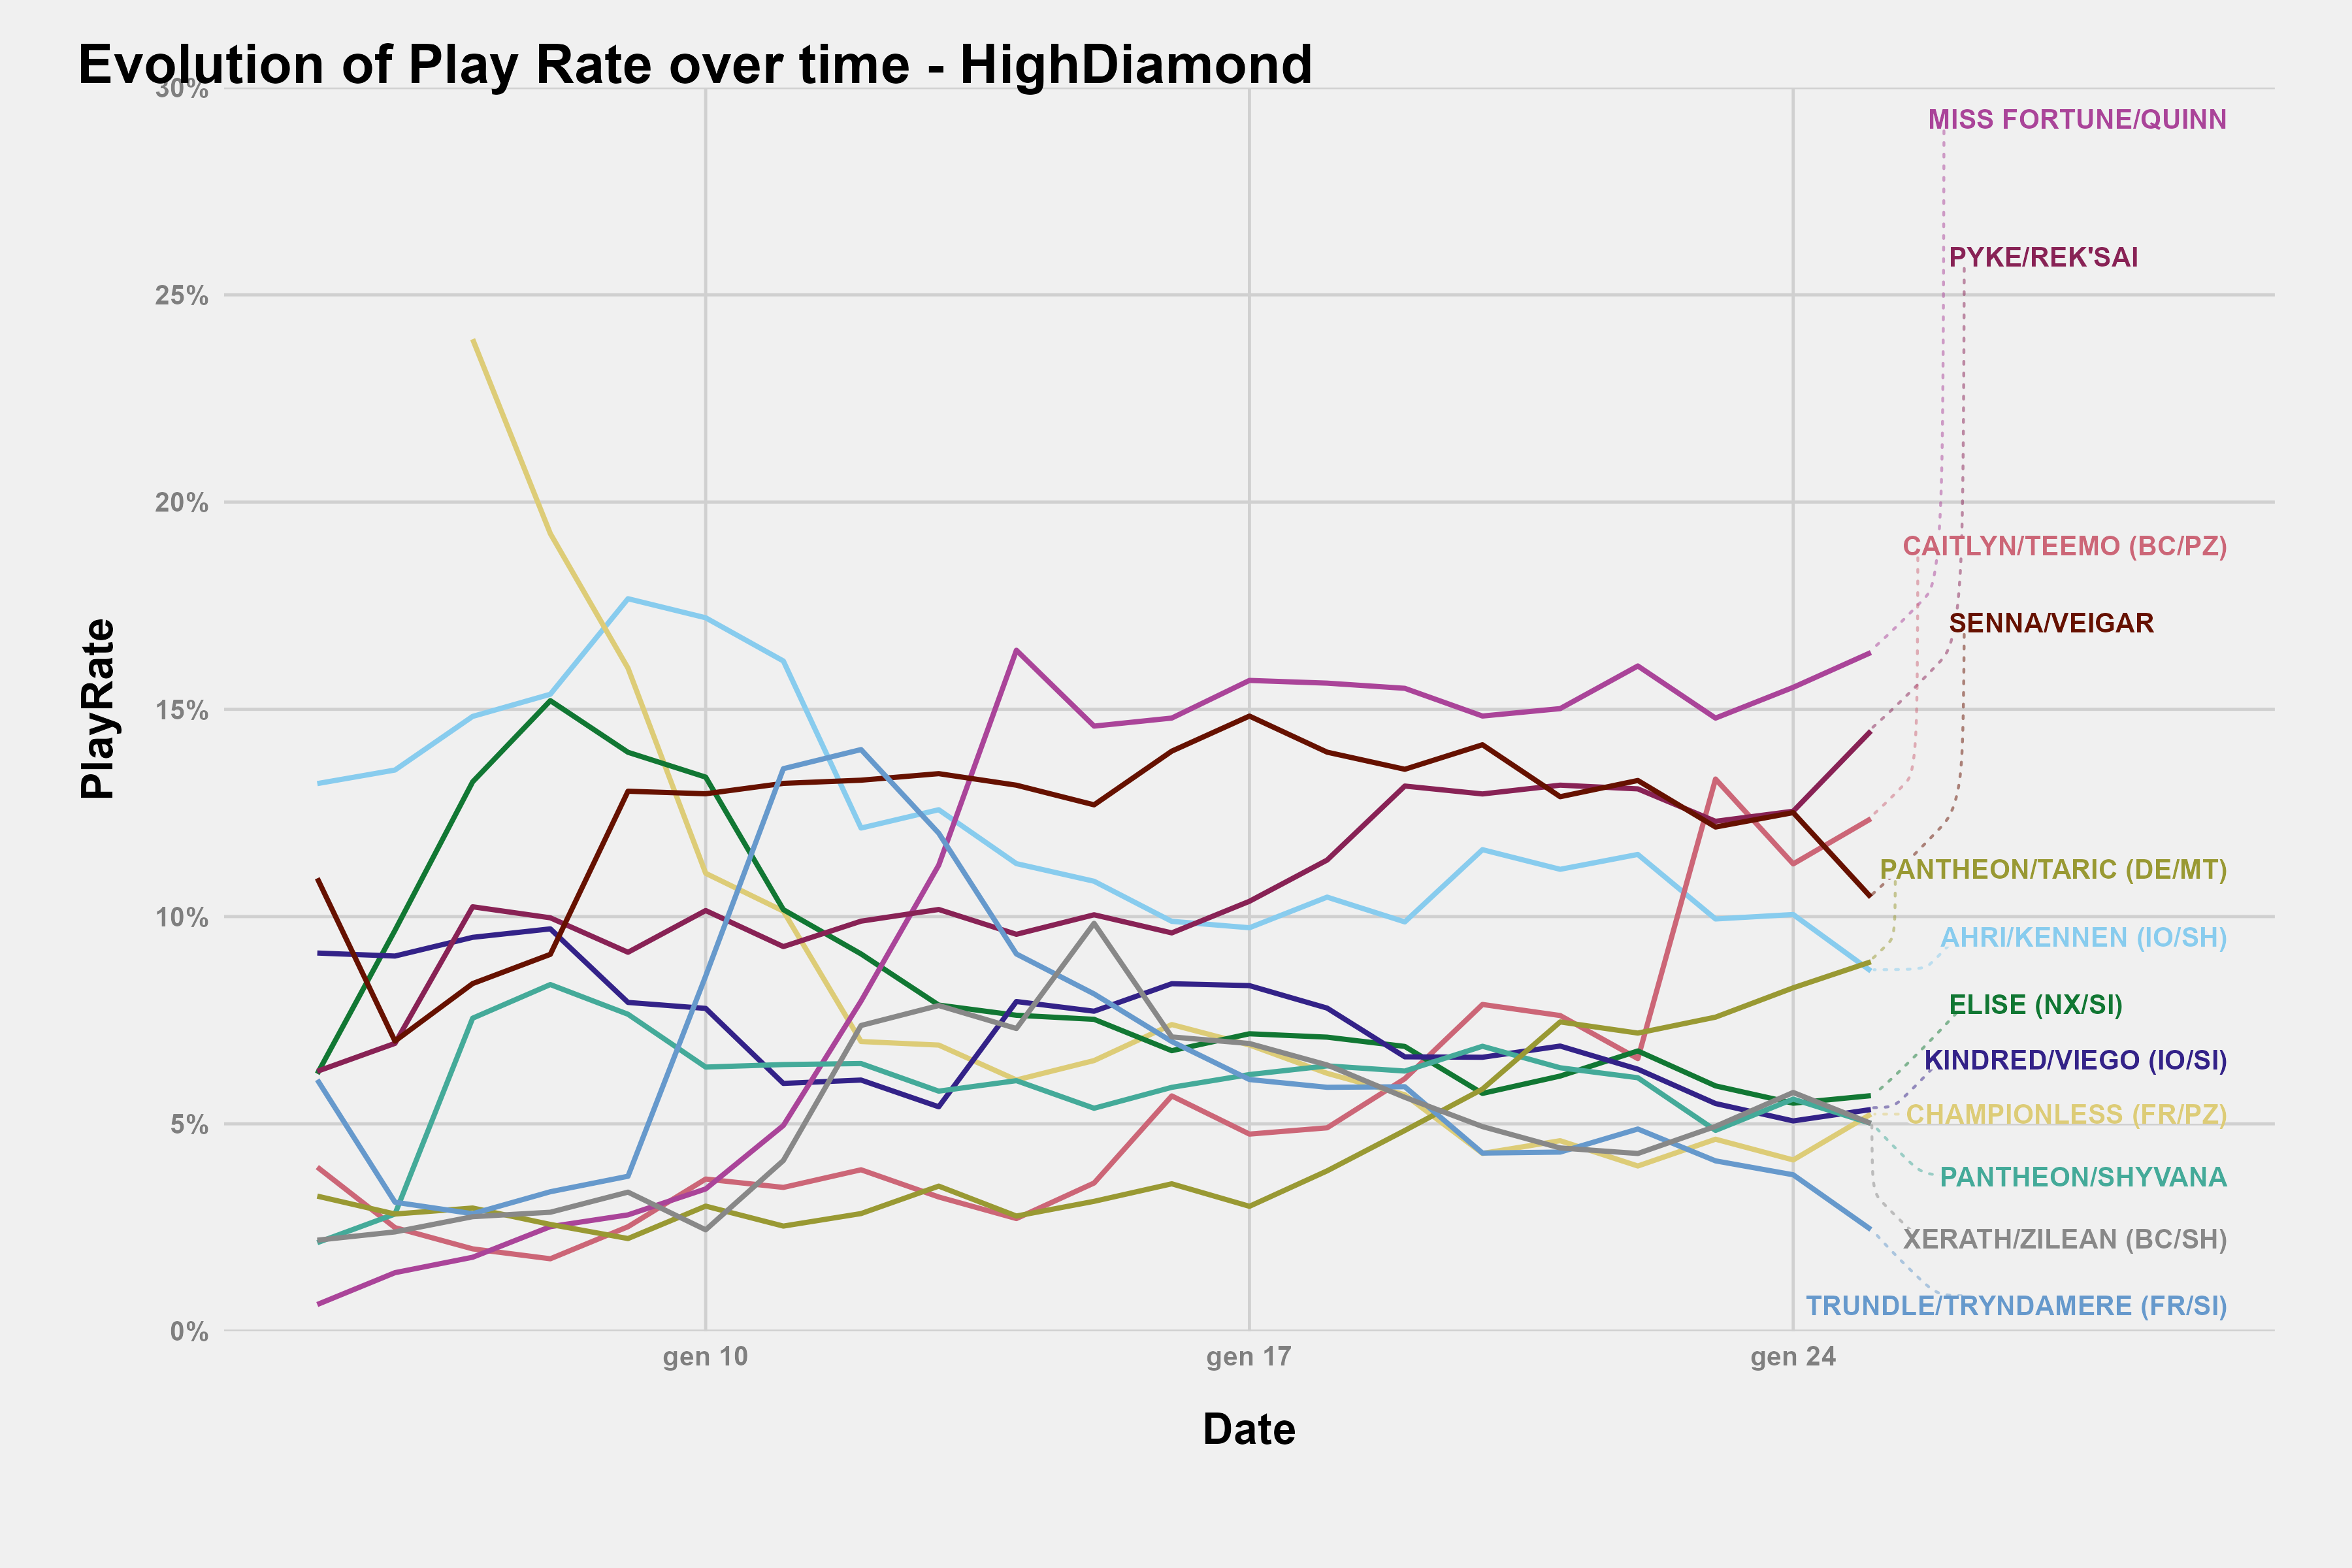 Evolution of Play Rate over time - HighDiamond
30%
MISS FORTUNE/QUINN
PYKE/REK'SAI
25%
20%
CAITLYN/TEEMO (BC/PZ)
SENNA/VEIGAR
15%
PlayRate
PANTHEON/TARIC (DE/MT)
10%
AHRI/KENNEN (IO/SH)
ELISE (NX/SI)
KINDRED/VIEGO (IO/SI)
CHAMPIONLESS (FR/PZ)
5%
PANTHEON/SHYVANA
XERATH/ZILEAN (BC/SH)
TRUNDLE/TRYNDAMERE (FR/SI)
0%
gen 10
gen 17
gen 24
Date